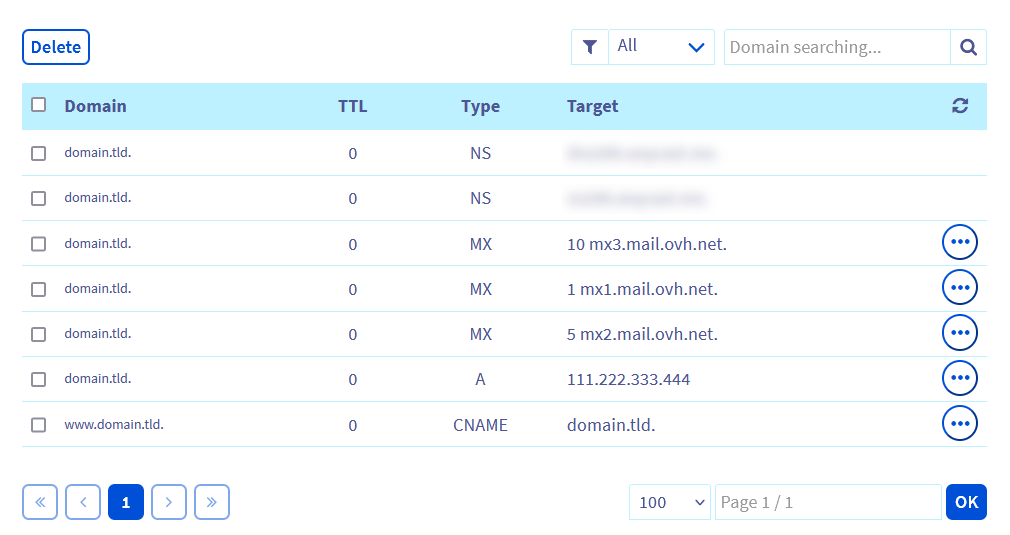 Delete All Domain searching...
Domain TTL Type Target
domain.tld. 0 NS
domain.tld. 0 NS
domain.tld. 0 MX 10 mx3.mail.ovh.net.
domain.tld. 0 MX 1 mx1.mail.ovh.net.
domain.tld. 0 MX 5 mx2.mail.ovh.net.
domain.tld. 0 A 111.222.333.444
www.domain.tld. 0 CNAME domain.tld.
« ‹ 1 › » 100 Page 1 / 1 OK